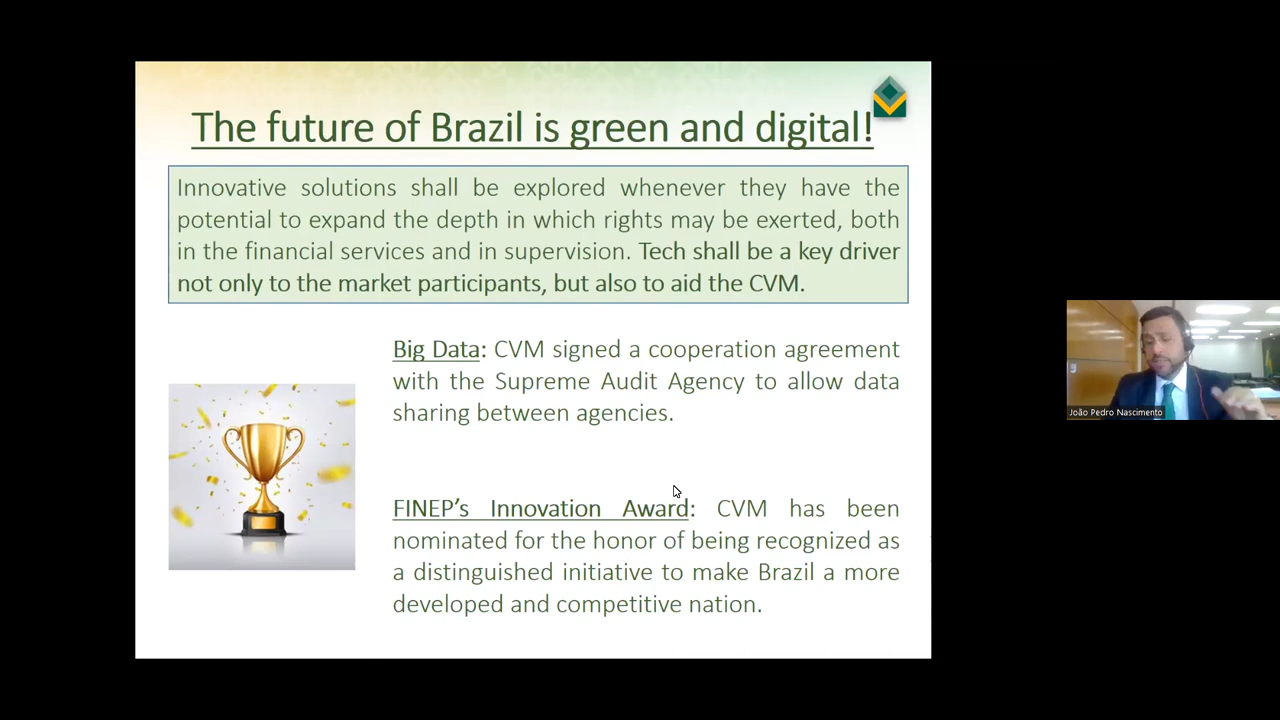 The future of Brazil is green and digital!
Innovative solutions shall be explored whenever they have the
potential to expand the depth in which rights may be exerted, both
in the financial services and in supervision. Tech shall be a key driver
not only to the market participants, but also to aid the CVM.
Big Data: CVM signed a cooperation agreement
with the Supreme Audit Agency to allow data
sharing between agencies.
FINEP’s Innovation Award: CVM has been
nominated for the honor of being recognized as
a distinguished initiative to make Brazil a more
developed and competitive nation.
João Pedro Nascimento